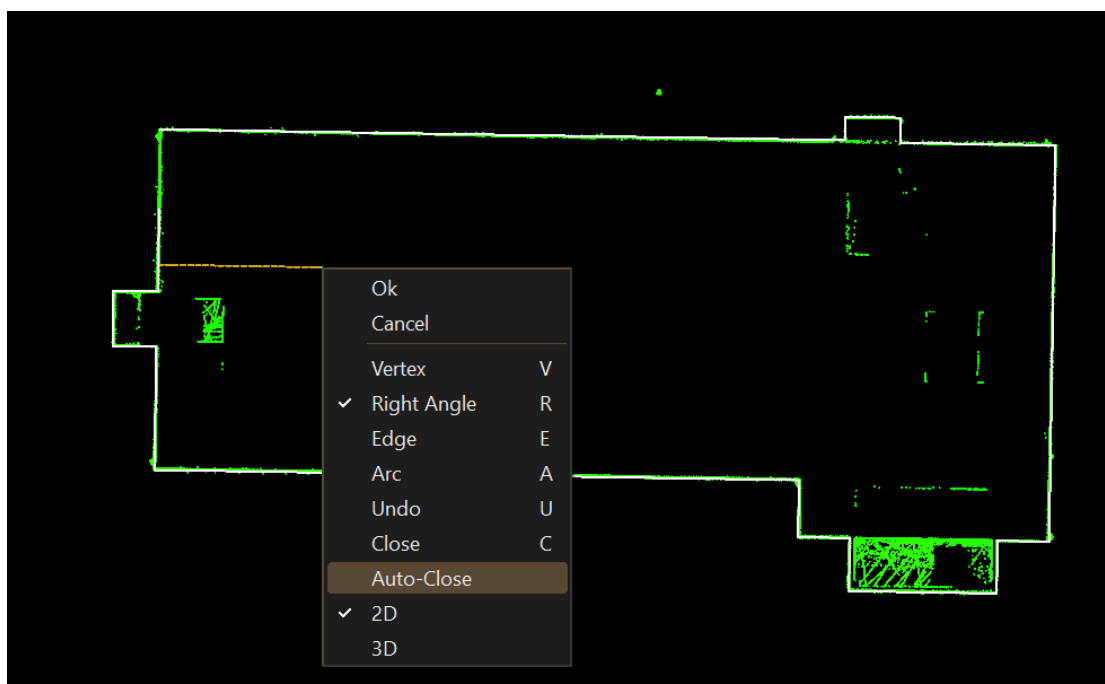 Ok
Cancel
Vertex V
Right Angle R
Edge E
Arc A
Undo U
Close C
Auto-Close
2D
3D